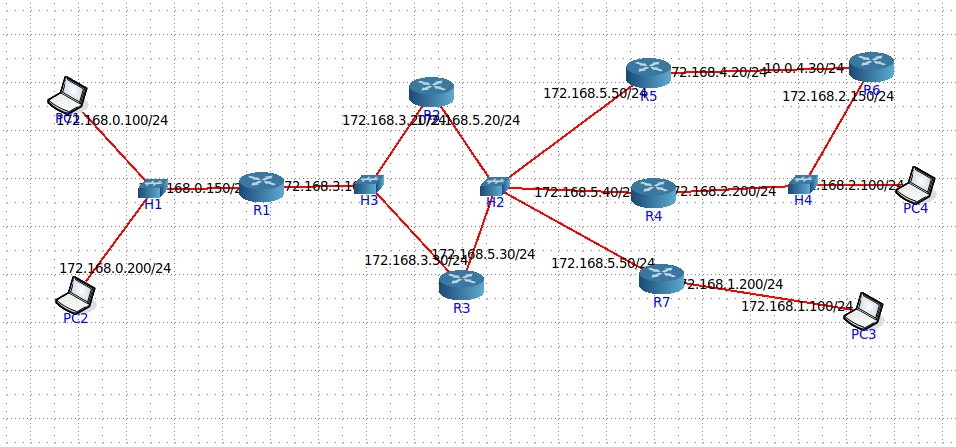 72.168.4.20/24
10.0.4.30/24
R5
R6
172.168.5.50/24
172.168.2.150/24
PC1
172.168.0.100/24
172.168.3.20/24
R2
172.168.5.20/24
168.0.150/2
72.168.3.1
172.168.5.40/2
72.168.2.200/24
168.2.100/24
H1
R1
H3
H2
R4
H4
PC4
172.168.0.200/24
172.168.3.30/24
172.168.5.30/24
172.168.5.50/24
2.168.1.200/24
PC2
R3
R7
172.168.1.100/24
PC3